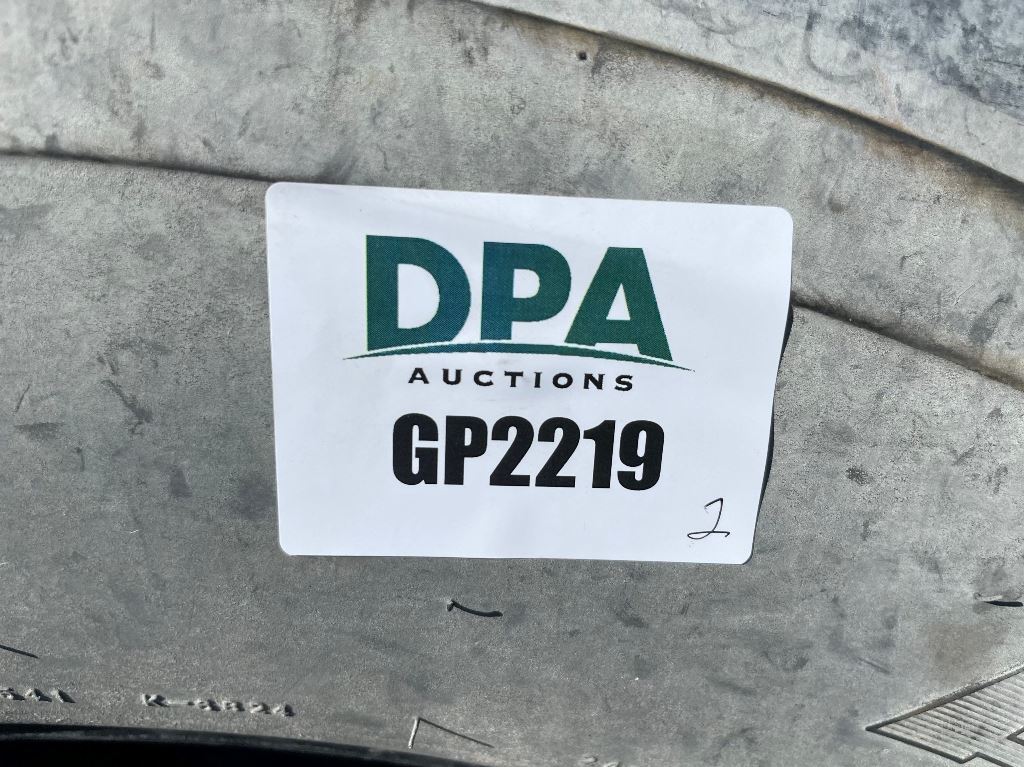 DPA
AUCTIONS
GP2219
2